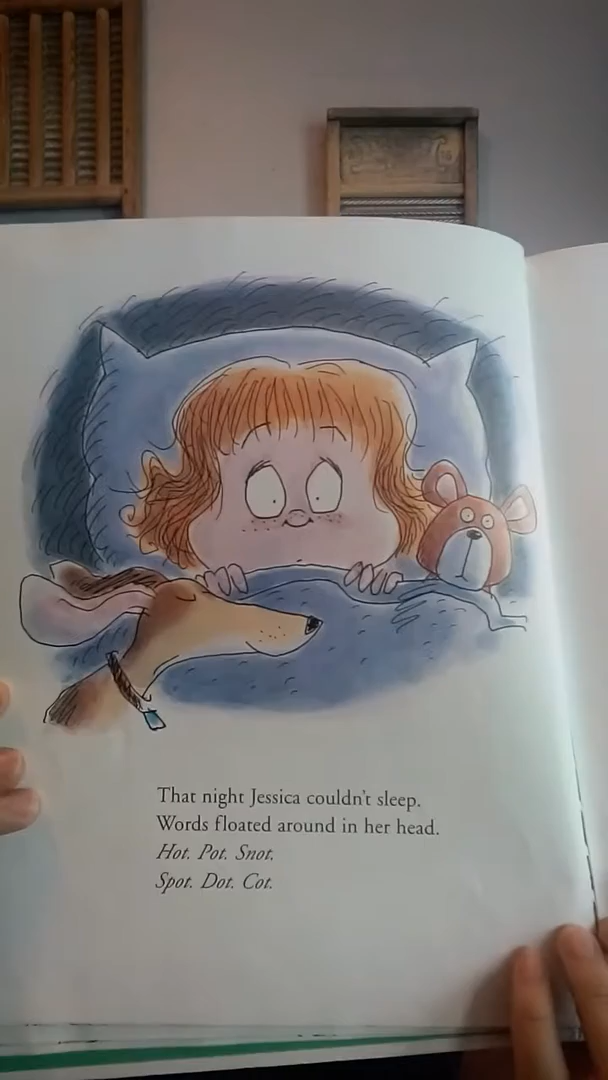 That night Jessica couldn't sleep.
Words floated around in her head.
Hot. Pot. Snot.
Spot. Dot. Cot.